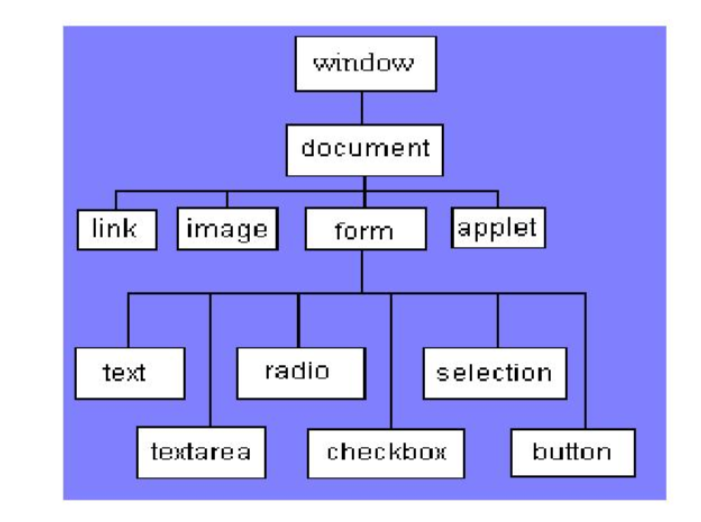 window
document
link
image
form
applet
text
radio
selection
textarea
checkbox
button